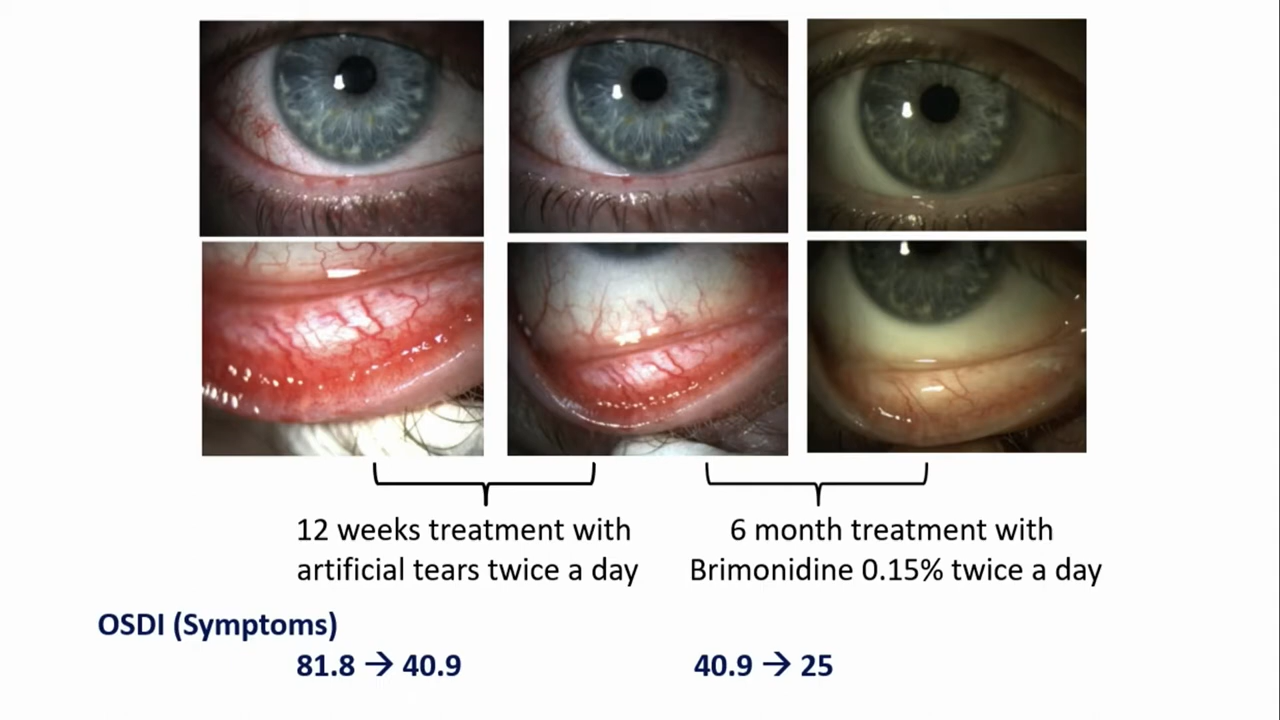 12 weeks treatment with
artificial tears twice a day
6 month treatment with
Brimonidine 0.15% twice a day
OSDI (Symptoms)
81.8 → 40.9
40.9 → 25